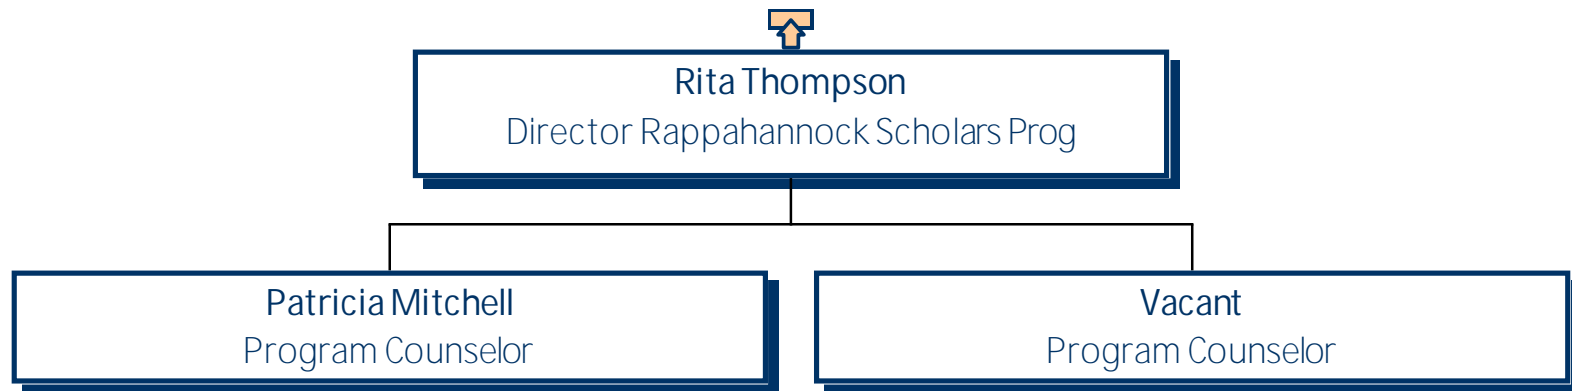 Rita Thompson
Director Rappahannock Scholars Prog
Patricia Mitchell
Program Counselor
Vacant
Program Counselor